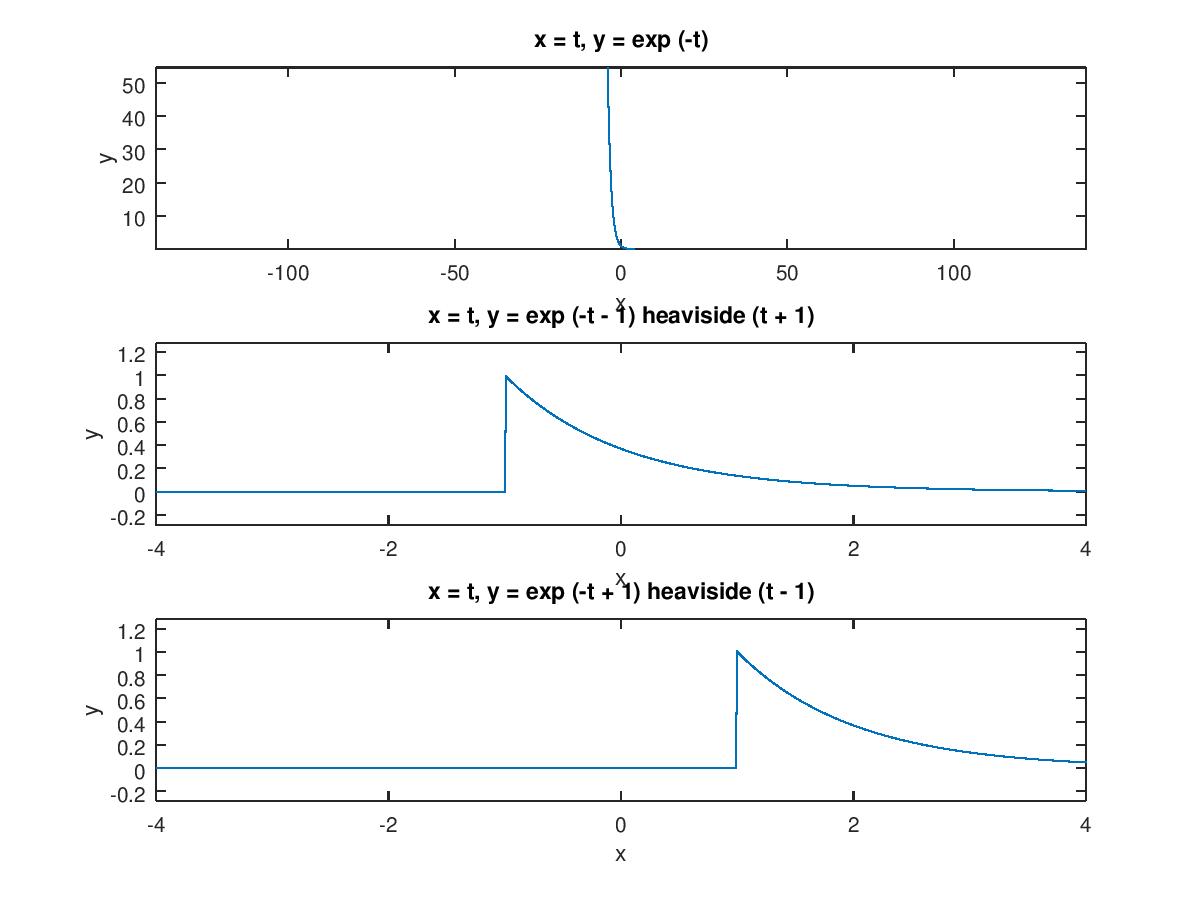 x = t, y = exp (-t)
50
40
30
20
10
y
-100 -50 0 50 100
x
x = t, y = exp (-t - 1) heaviside (t + 1)
1.2
1
0.8
0.6
0.4
0.2
0
-0.2
y
-4 -2 0 2 4
x
x = t, y = exp (-t + 1) heaviside (t - 1)
1.2
1
0.8
0.6
0.4
0.2
0
-0.2
y
-4 -2 0 2 4
x